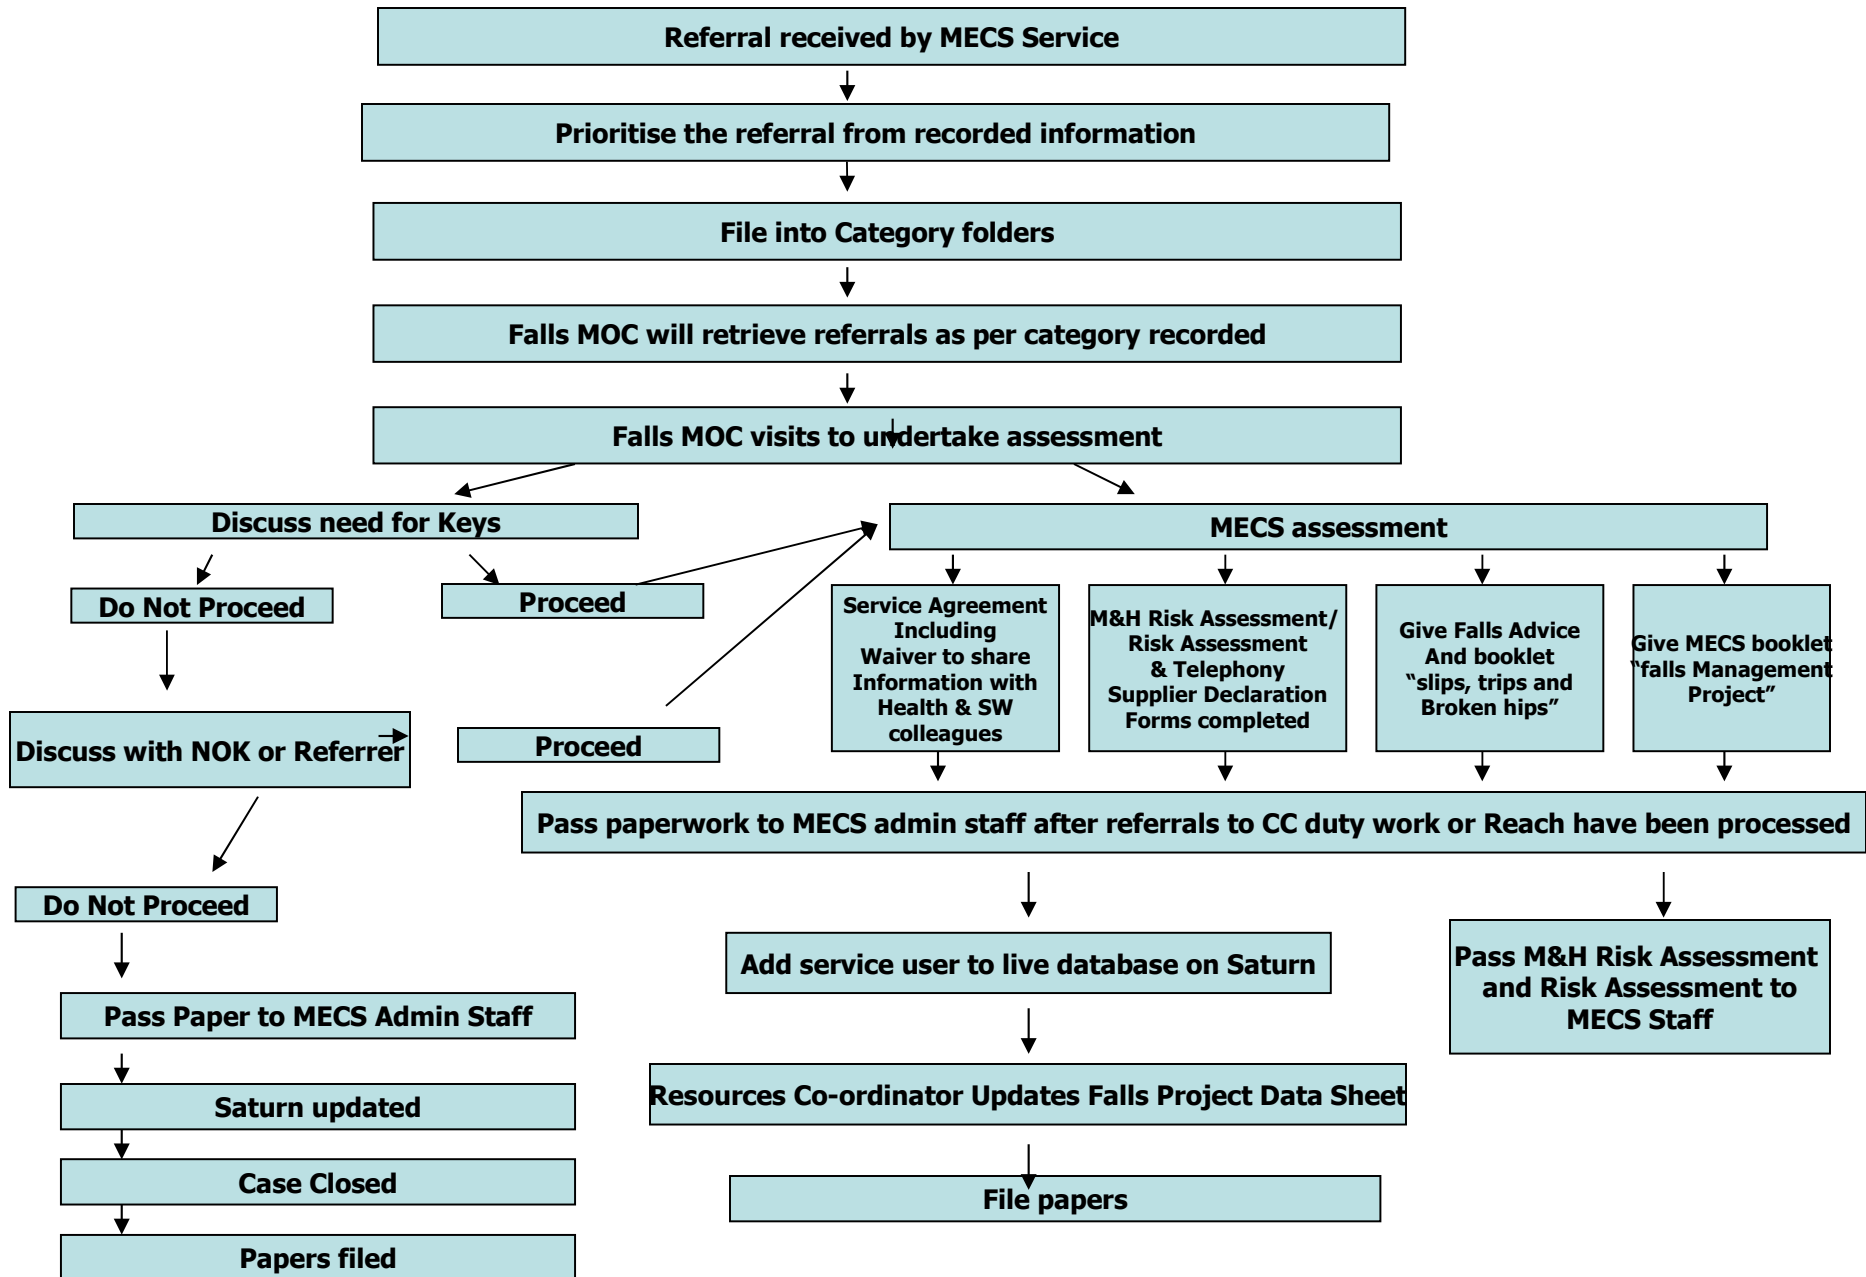 Referral received by MECS Service
Prioritise the referral from recorded information
File into Category folders
Falls MOC will retrieve referrals as per category recorded
Falls MOC visits to undertake assessment
Discuss need for Keys
MECS assessment
Do Not Proceed
Proceed
Service Agreement
Including
Waiver to share
Information with
Health & SW
colleagues
M&H Risk Assessment/
Risk Assessment
& Telephony
Supplier Declaration
Forms completed
Give Falls Advice
And booklet
“slips, trips and
Broken hips”
Give MECS booklet
“falls Management
Project”
Discuss with NOK or Referrer
Proceed
Pass paperwork to MECS admin staff after referrals to CC duty work or Reach have been processed
Do Not Proceed
Add service user to live database on Saturn
Pass M&H Risk Assessment
and Risk Assessment to
MECS Staff
Pass Paper to MECS Admin Staff
Resources Co-ordinator Updates Falls Project Data Sheet
Saturn updated
Case Closed
File papers
Papers filed